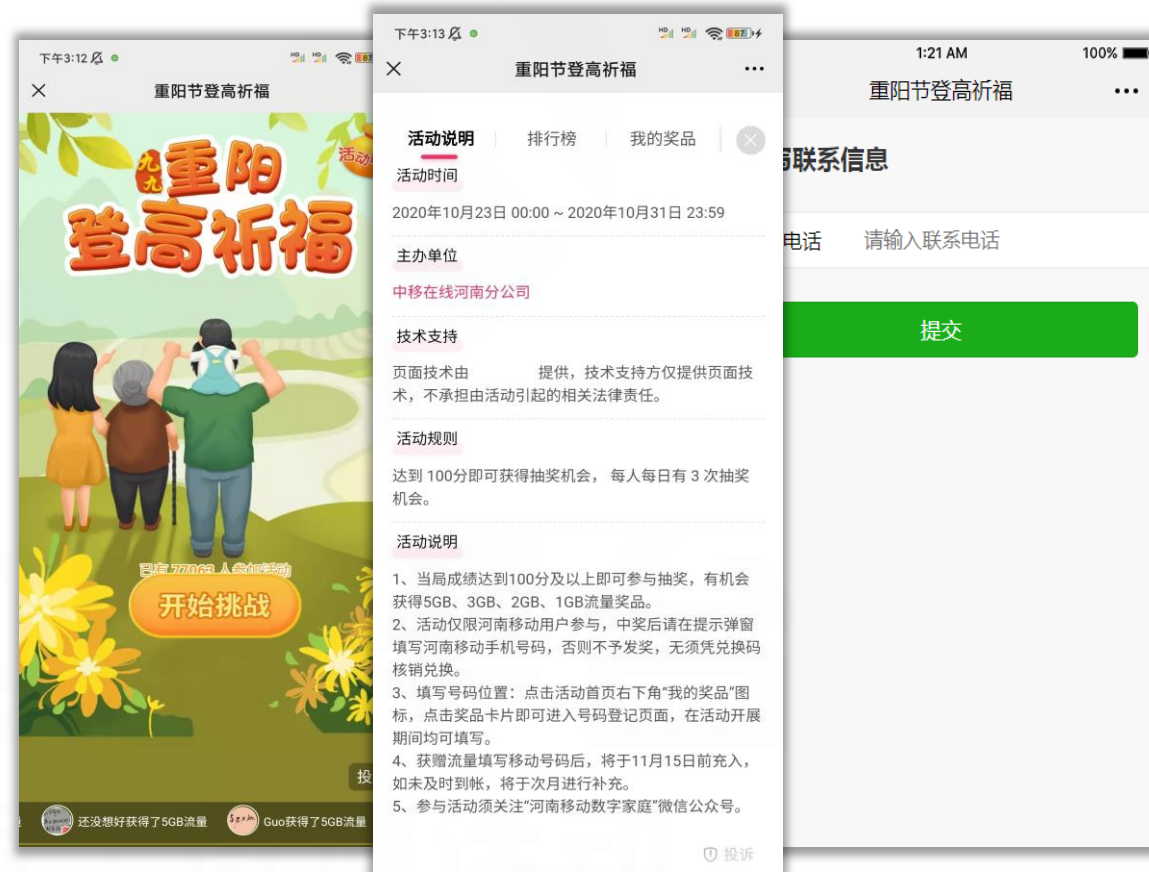 下午3:12
重阳节登高祈福
九九
重阳
登高祈福
活动
已有 77063 人参加活动
开始挑战
投
还没想好获得了5GB流量
Guo获得了5GB流量
下午3:13
HD
HD
87
重阳节登高祈福
活动说明
排行榜
我的奖品
活动时间
2020年10月23日 00:00 ~ 2020年10月31日 23:59
主办单位
中移在线河南分公司
技术支持
页面技术由 提供，技术支持方仅提供页面技
术，不承担由活动引起的相关法律责任。
活动规则
达到 100分即可获得抽奖机会， 每人每日有 3 次抽奖
机会。
活动说明
1、当局成绩达到100分及以上即可参与抽奖，有机会
获得5GB、3GB、2GB、1GB流量奖品。
2、活动仅限河南移动用户参与，中奖后请在提示弹窗
填写河南移动手机号码，否则不予发奖，无须凭兑换码
核销兑换。
3、填写号码位置：点击活动首页右下角“我的奖品”图
标，点击奖品卡片即可进入号码登记页面，在活动开展
期间均可填写。
4、获赠流量填写移动号码后，将于11月15日前充入，
如未及时到帐，将于次月进行补充。
5、参与活动须关注“河南移动数字家庭”微信公众号。
投诉
1:21 AM
100%
重阳节登高祈福
联系信息
电话
请输入联系电话
提交